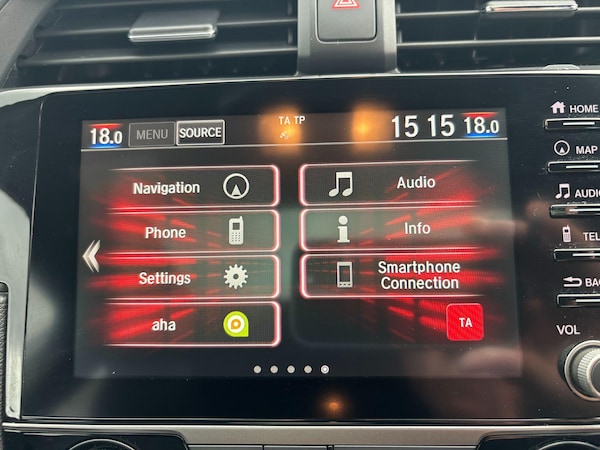 TA TP
18.0 MENU SOURCE 15 15 18.0
Navigation
Audio
Phone
Info
Settings
Smartphone
Connection
aha
TA
HOME
MAP
AUDIO
TEL
BAC
VOL